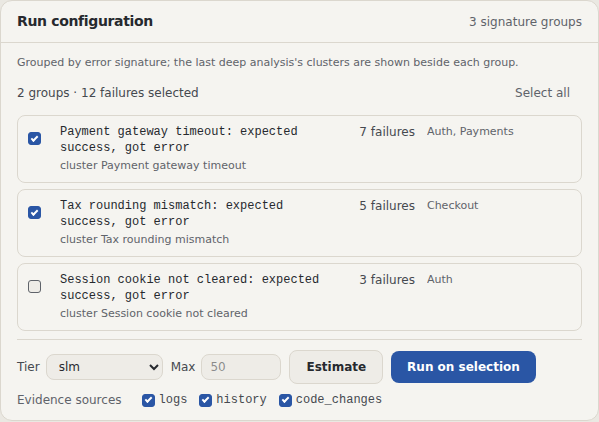 Run configuration 3 signature groups
Grouped by error signature; the last deep analysis's clusters are shown beside each group.
2 groups · 12 failures selected Select all
Payment gateway timeout: expected 7 failures Auth, Payments
success, got error
cluster Payment gateway timeout
Tax rounding mismatch: expected 5 failures Checkout
success, got error
cluster Tax rounding mismatch
Session cookie not cleared: expected 3 failures Auth
success, got error
cluster Session cookie not cleared
Tier slm Max 50 Estimate Run on selection
Evidence sources logs history code_changes